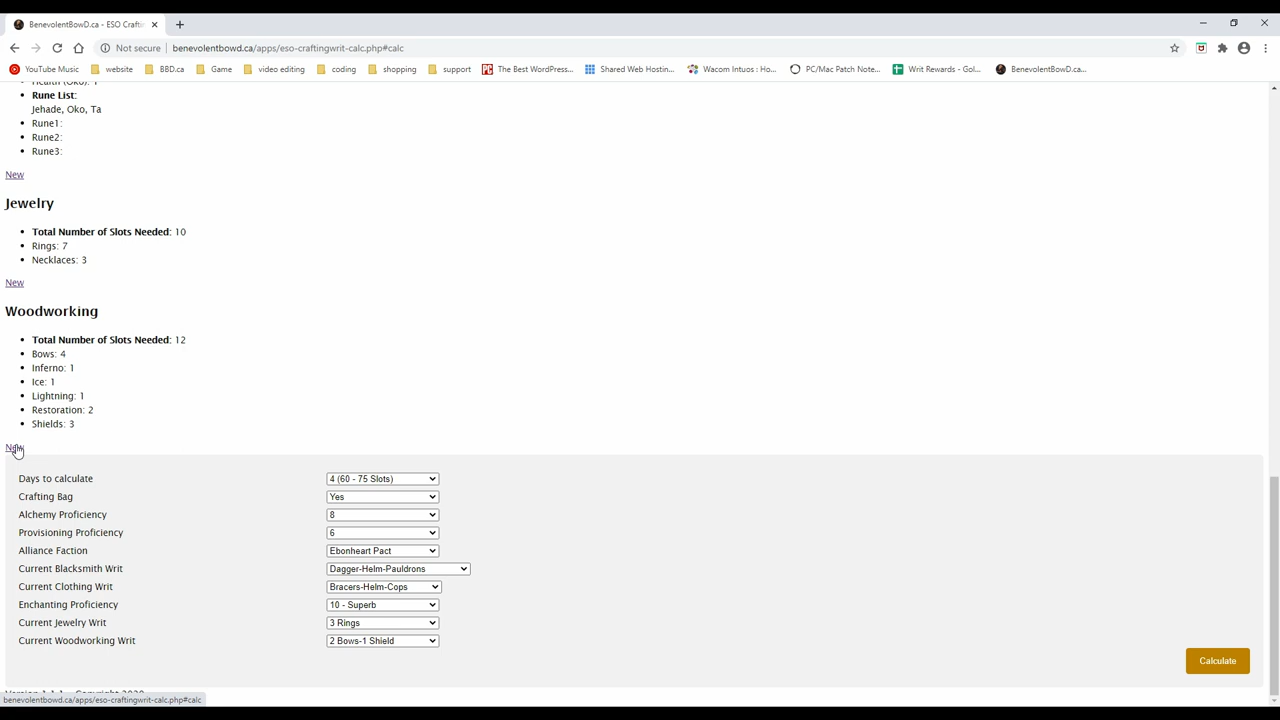 BenevolentBowD.ca - ESO Craftin
Not secure
benevolentbowd.ca/apps/eso-craftingwrit-calc.php#calc
YouTube Music
website
BBD.ca
Game
video editing
coding
shopping
support
The Best WordPress...
Shared Web Hostin...
Wacom Intuos : Ho...
PC/Mac Patch Note...
Writ Rewards - Gol...
BenevolentBowD.ca...
Rune List:
Jehade, Oko, Ta
Rune1:
Rune2:
Rune3:
New
Jewelry
Total Number of Slots Needed: 10
Rings: 7
Necklaces: 3
New
Woodworking
Total Number of Slots Needed: 12
Bows: 4
Inferno: 1
Ice: 1
Lightning: 1
Restoration: 2
Shields: 3
New
Days to calculate 4 (60 - 75 Slots)
Crafting Bag Yes
Alchemy Proficiency 8
Provisioning Proficiency 6
Alliance Faction Ebonheart Pact
Current Blacksmith Writ Dagger-Helm-Pauldrons
Current Clothing Writ Bracers-Helm-Cops
Enchanting Proficiency 10 - Superb
Current Jewelry Writ 3 Rings
Current Woodworking Writ 2 Bows-1 Shield
Calculate
benevolentbowd.ca/apps/eso-craftingwrit-calc.php#calc